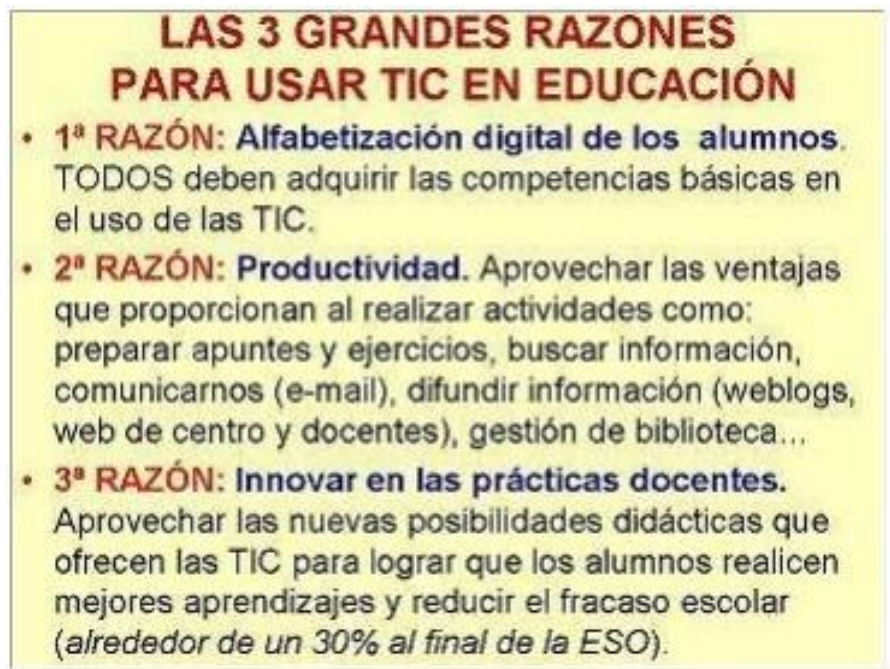 LAS 3 GRANDES RAZONES
PARA USAR TIC EN EDUCACIÓN
• 1ª RAZÓN: Alfabetización digital de los alumnos.
TODOS deben adquirir las competencias básicas en
el uso de las TIC.
• 2ª RAZÓN: Productividad. Aprovechar las ventajas
que proporcionan al realizar actividades como:
preparar apuntes y ejercicios, buscar información,
comunicarnos (e-mail), difundir información (weblogs,
web de centro y docentes), gestión de biblioteca...
• 3ª RAZÓN: Innovar en las prácticas docentes.
Aprovechar las nuevas posibilidades didácticas que
ofrecen las TIC para lograr que los alumnos realicen
mejores aprendizajes y reducir el fracaso escolar
(alrededor de un 30% al final de la ESO).